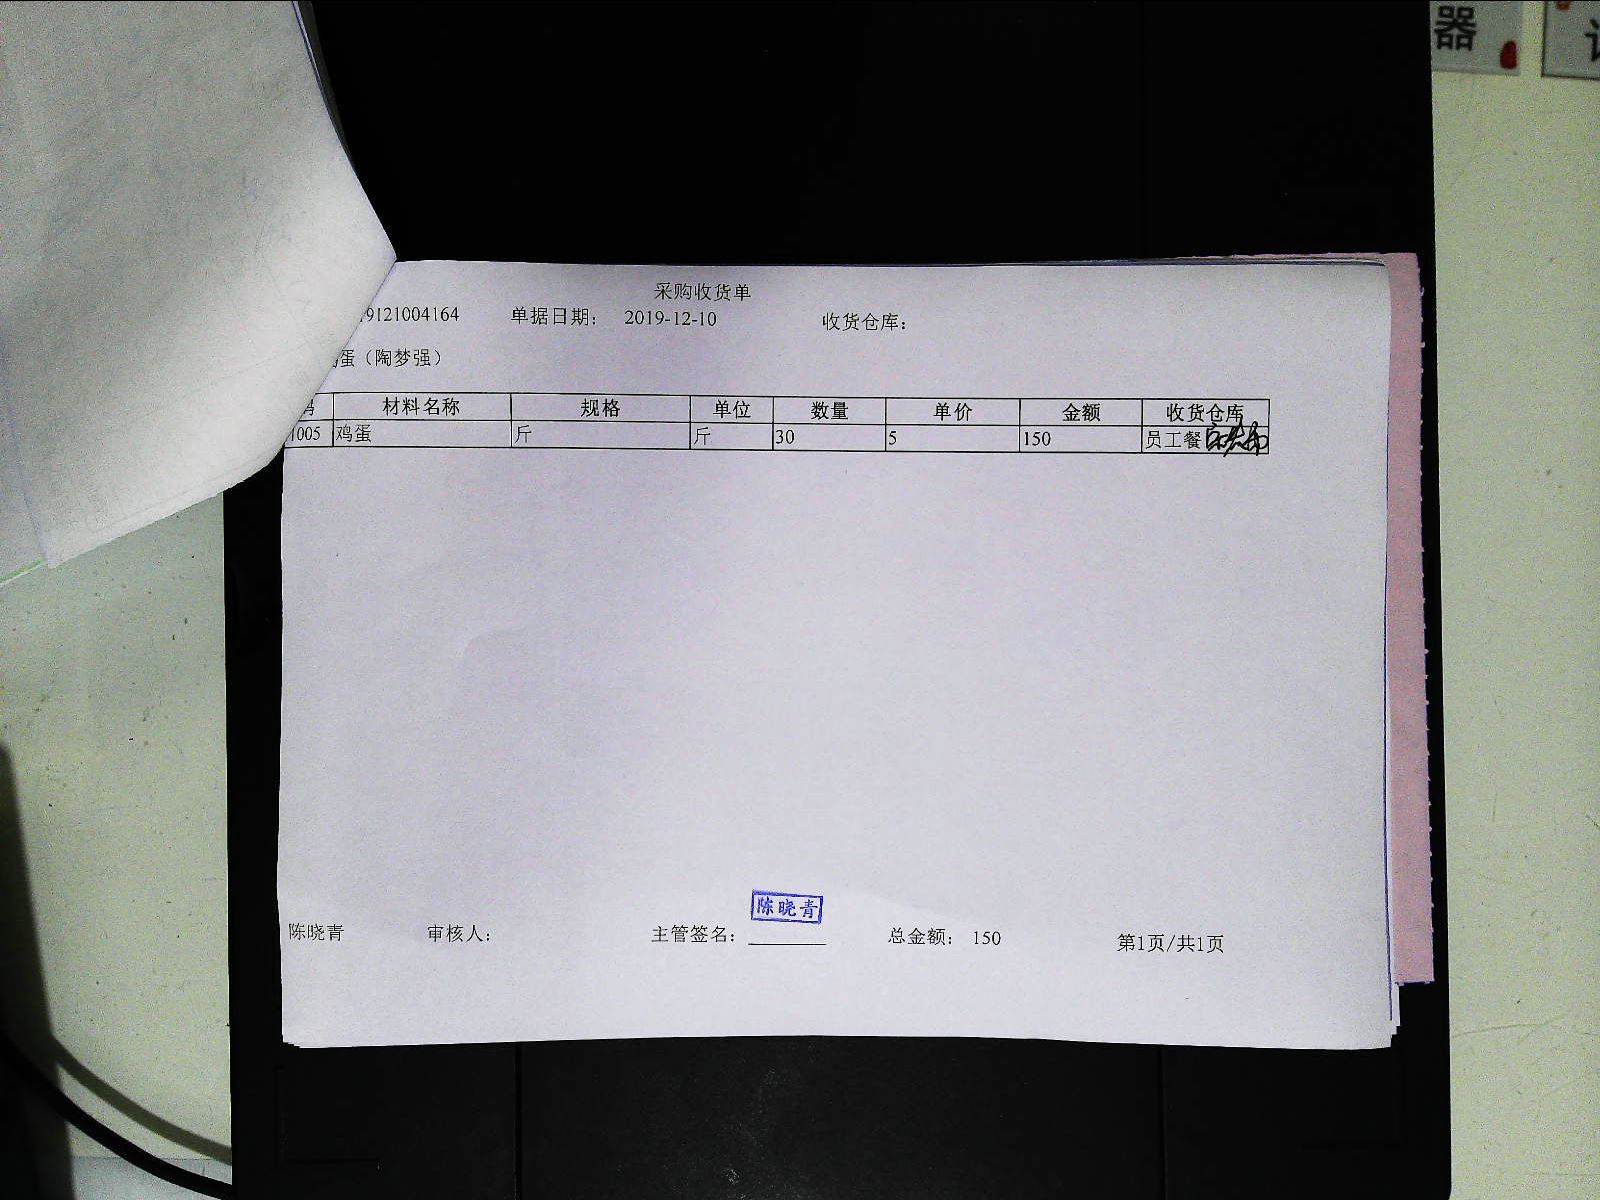 器
采购收货单
9121004164 单据日期： 2019-12-10 收货仓库：
蛋（陶梦强）
码 材料名称 规格 单位 数量 单价 金额 收货仓库
1005 鸡蛋 斤 斤 30 5 150 员工餐
陈晓青
陈晓青 审核人： 主管签名： 总金额： 150 第1页/共1页